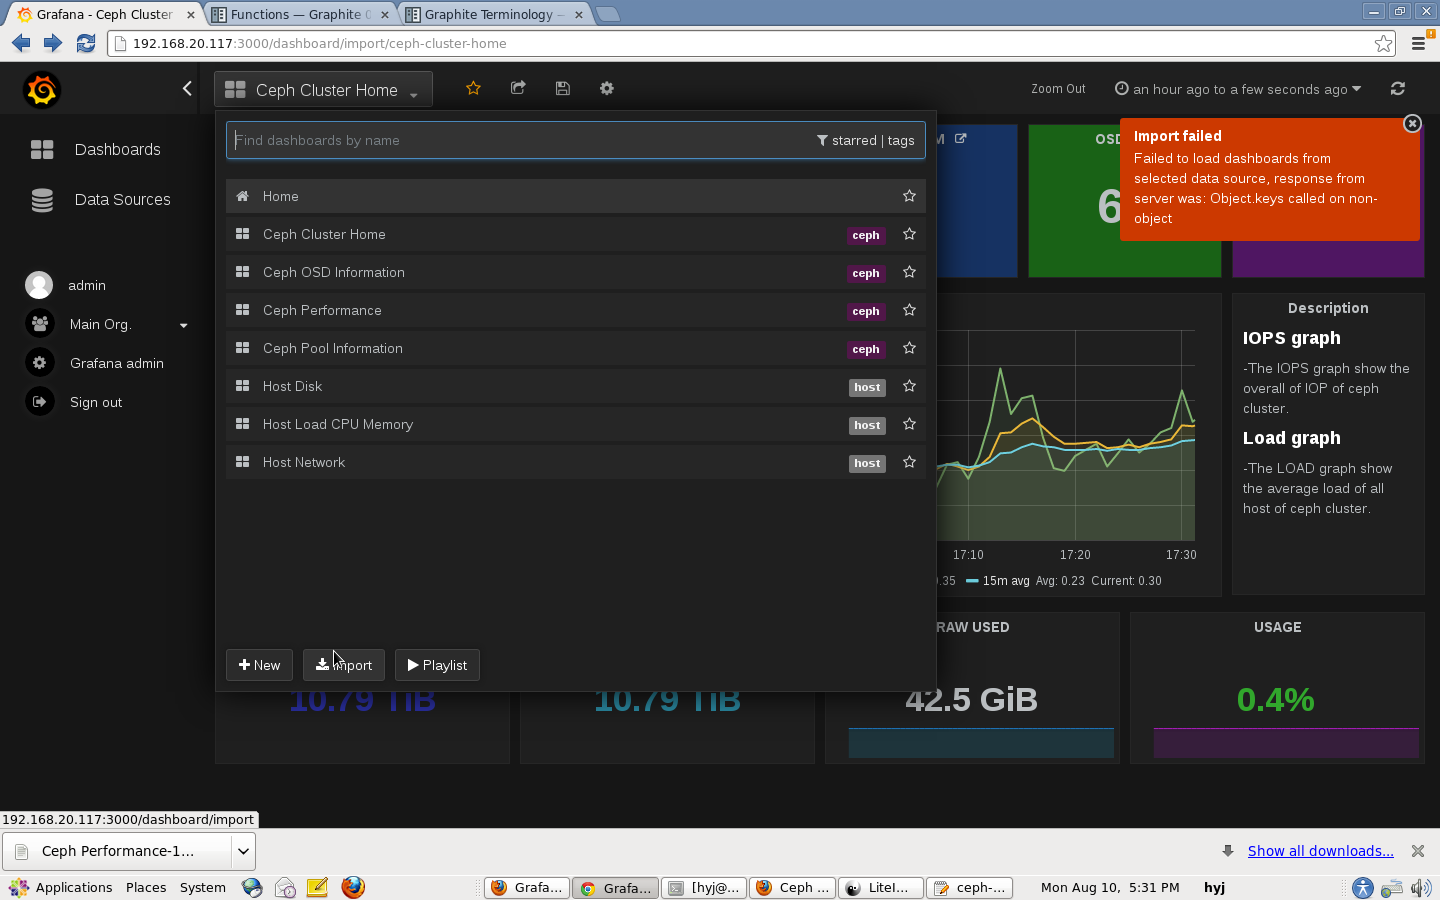 Grafana - Ceph Cluster
Functions — Graphite
Graphite Terminology —
192.168.20.117:3000/dashboard/import/ceph-cluster-home
Ceph Cluster Home
Zoom Out
an hour ago to a few seconds ago
Dashboards
Data Sources
admin
Main Org.
Grafana admin
Sign out
Find dashboards by name
starred | tags
Home
Ceph Cluster Home ceph
Ceph OSD Information ceph
Ceph Performance ceph
Ceph Pool Information ceph
Host Disk host
Host Load CPU Memory host
Host Network host
New
Import
Playlist
M
OSD
6
Import failed
Failed to load dashboards from
selected data source, response from
server was: Object.keys called on non-
object
17:10
17:20
17:30
.35
15m avg Avg: 0.23 Current: 0.30
Description
IOPS graph
-The IOPS graph show the
overall of IOP of ceph
cluster.
Load graph
-The LOAD graph show
the average load of all
host of ceph cluster.
10.79 TiB
10.79 TiB
RAW USED
42.5 GiB
USAGE
0.4%
192.168.20.117:3000/dashboard/import
Ceph Performance-1...
Show all downloads...
Applications Places System
Grafa...
Grafa...
[hyj@...
Ceph ...
LiteI...
ceph-...
Mon Aug 10, 5:31 PM
hyj